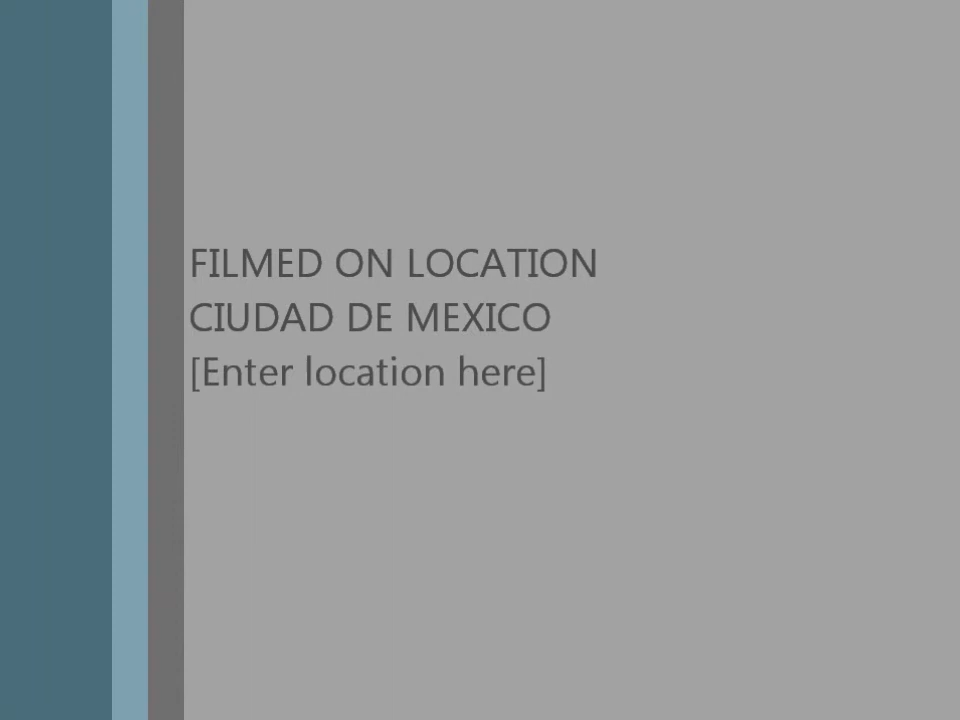 FILMED ON LOCATION
CIUDAD DE MEXICO
[Enter location here]